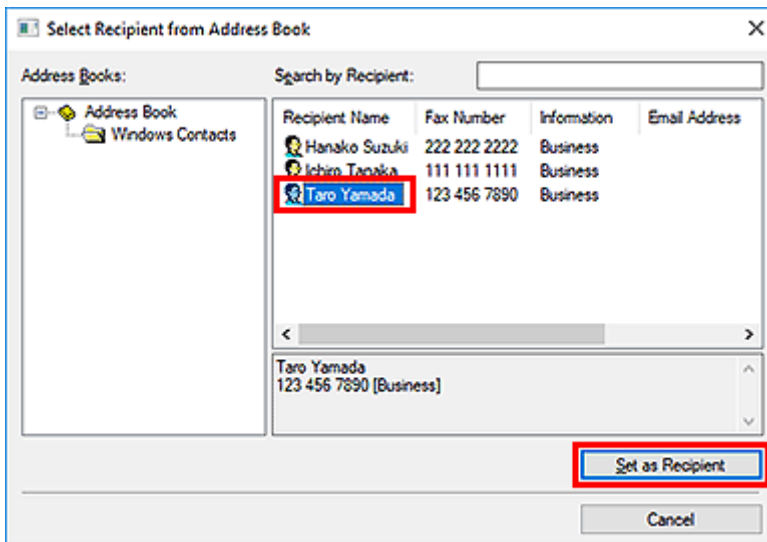 Select Recipient from Address Book
Address Books:
Search by Recipient:
Address Book
Windows Contacts
Recipient Name Fax Number Information Email Address
Hanako Suzuki 222 222 2222 Business
Ichiro Tanaka 111 111 1111 Business
Taro Yamada 123 456 7890 Business
Taro Yamada
123 456 7890 [Business]
Set as Recipient
Cancel